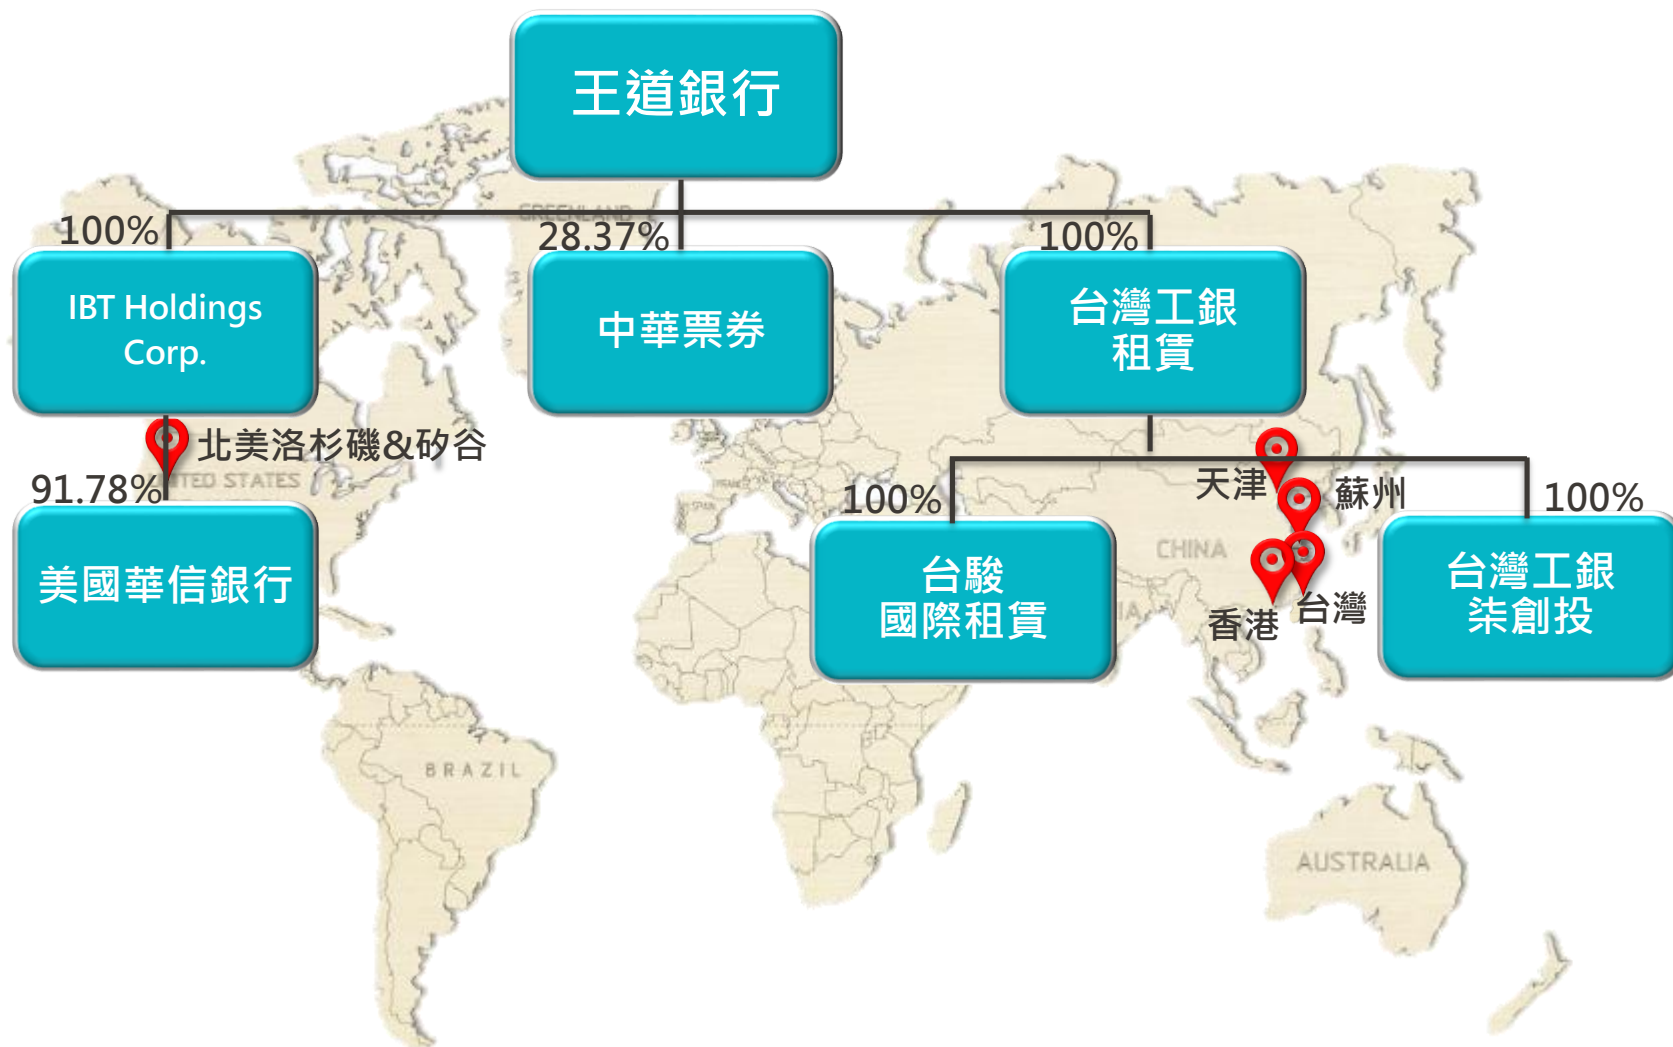 王道銀行
GREENLAND
100%
28.37%
100%
IBT Holdings
Corp.
中華票券
台灣工銀
租賃
北美洛杉磯&矽谷
天津
蘇州
91.78%
TED STATES
100%
100%
美國華信銀行
台駿
國際租賃
CHINA
香港
台灣
台灣工銀
柒創投
BRAZIL
AUSTRALIA